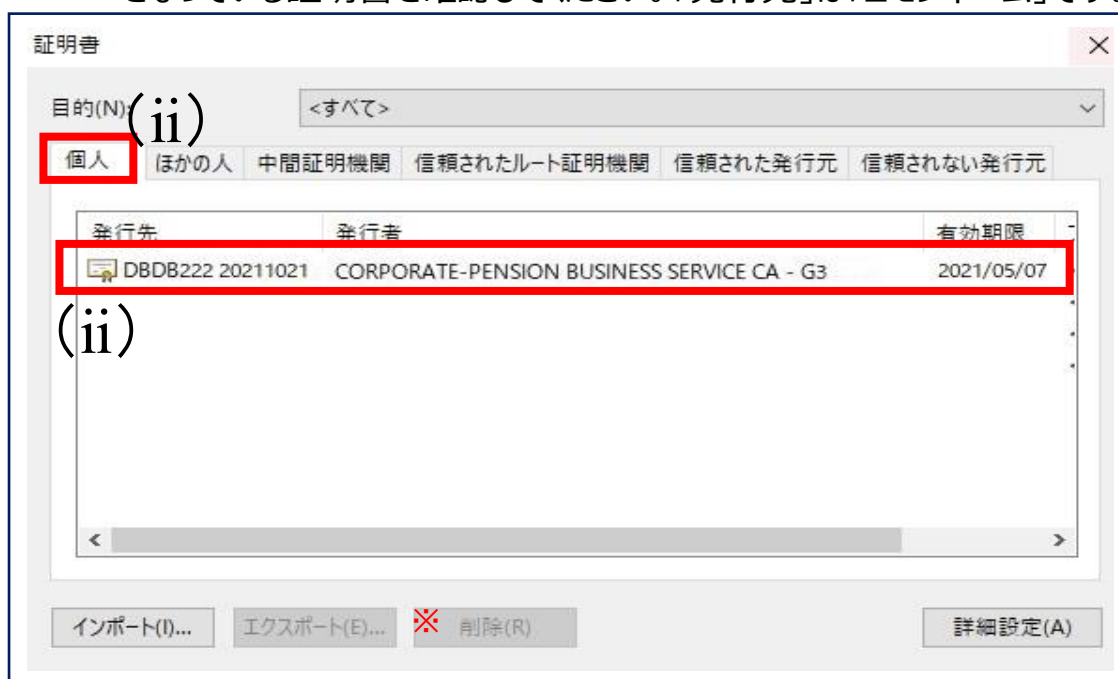 証明書
目的(N):
(ii)
<すべて>
個人 ほかの人 中間証明機関 信頼されたルート証明機関 信頼された発行元 信頼されない発行元
発行先 発行者 有効期限
DBDB222 20211021 CORPORATE-PENSION BUSINESS SERVICE CA - G3 2021/05/07
(ii)
インポート(I)... エクスポート(E)... ※ 削除(R) 詳細設定(A)